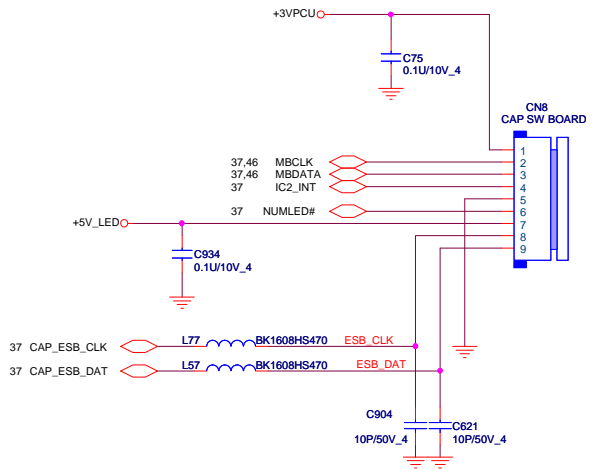 +3VPCU
C75
0.1U/10V_4
CN8
CAP SW BOARD
1
37,46 MBCLK 2
37,46 MBDATA 3
37 IC2_INT 4
5
37 NUMLED# 6
+5V_LED 7
8
9
C934
0.1U/10V_4
37 CAP_ESB_CLK L77 BK1608HS470 ESB_CLK
37 CAP_ESB_DAT L57 BK1608HS470 ESB_DAT
C904 C621
10P/50V_4 10P/50V_4